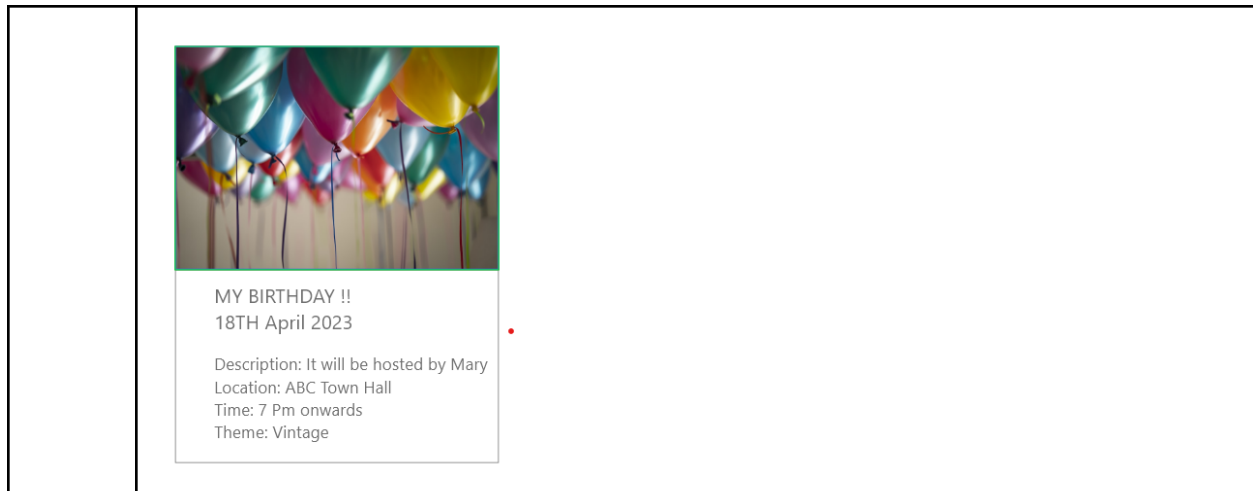 MY BIRTHDAY !!
18TH April 2023
Description: It will be hosted by Mary
Location: ABC Town Hall
Time: 7 Pm onwards
Theme: Vintage